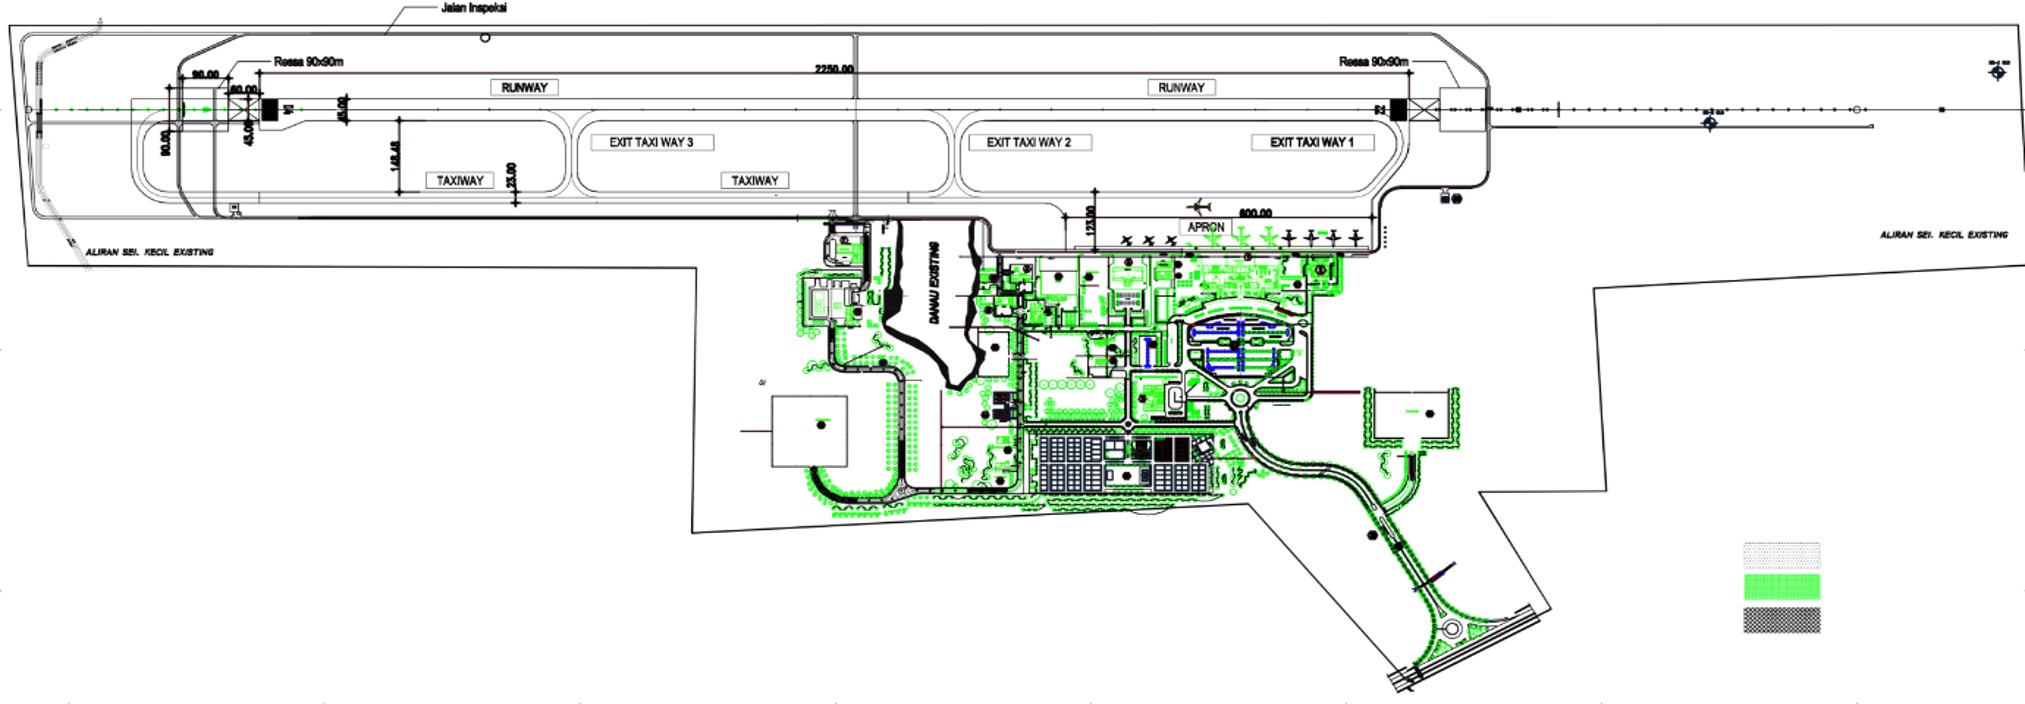 Jalan Inspeksi
Ressa 90x90m
Ressa 90x90m
90.00
60.00
2250.00
RUNWAY
RUNWAY
45.00
45.00
90.00
148.48
EXIT TAXI WAY 3
EXIT TAXI WAY 2
EXIT TAXI WAY 1
TAXIWAY
23.00
TAXIWAY
123.00
600.00
APRON
ALIRAN SEI. KECIL EXISTING
ALIRAN SEI. KECIL EXISTING
DANAU EXISTING